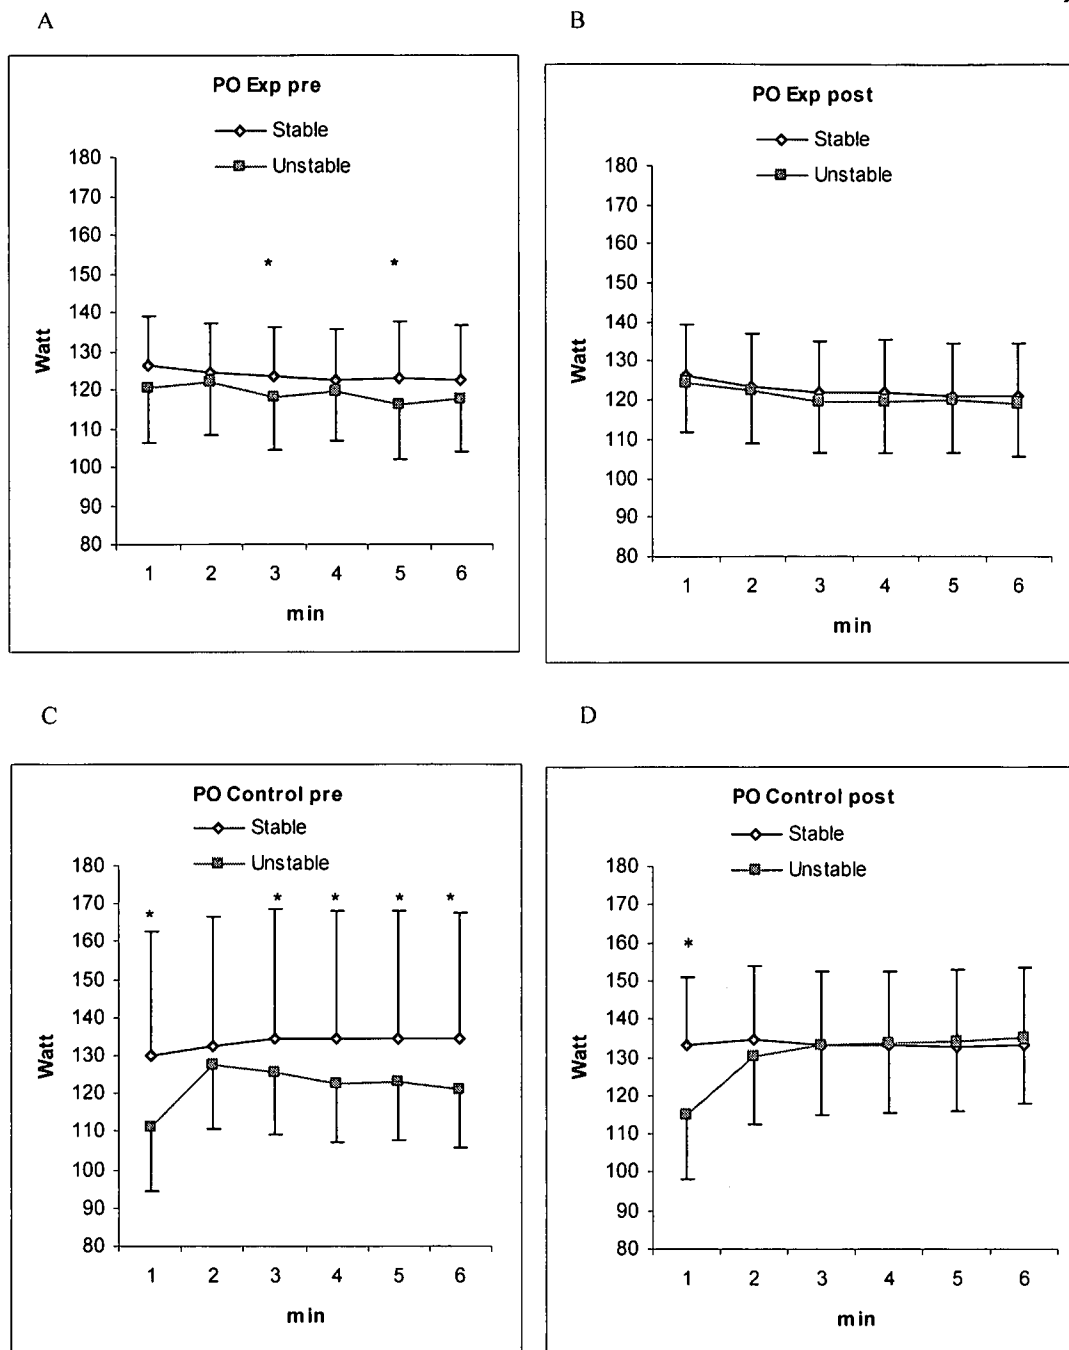 A
PO Exp pre
Stable
Unstable
180
170
160
150
140
130
120
110
100
90
80
Watt
*
*
1 2 3 4 5 6
min
B
PO Exp post
Stable
Unstable
180
170
160
150
140
130
120
110
100
90
80
Watt
1 2 3 4 5 6
min
C
PO Control pre
Stable
Unstable
180
170
160
150
140
130
120
110
100
90
80
Watt
* * * * *
1 2 3 4 5 6
min
D
PO Control post
Stable
Unstable
180
170
160
150
140
130
120
110
100
90
80
Watt
*
1 2 3 4 5 6
min